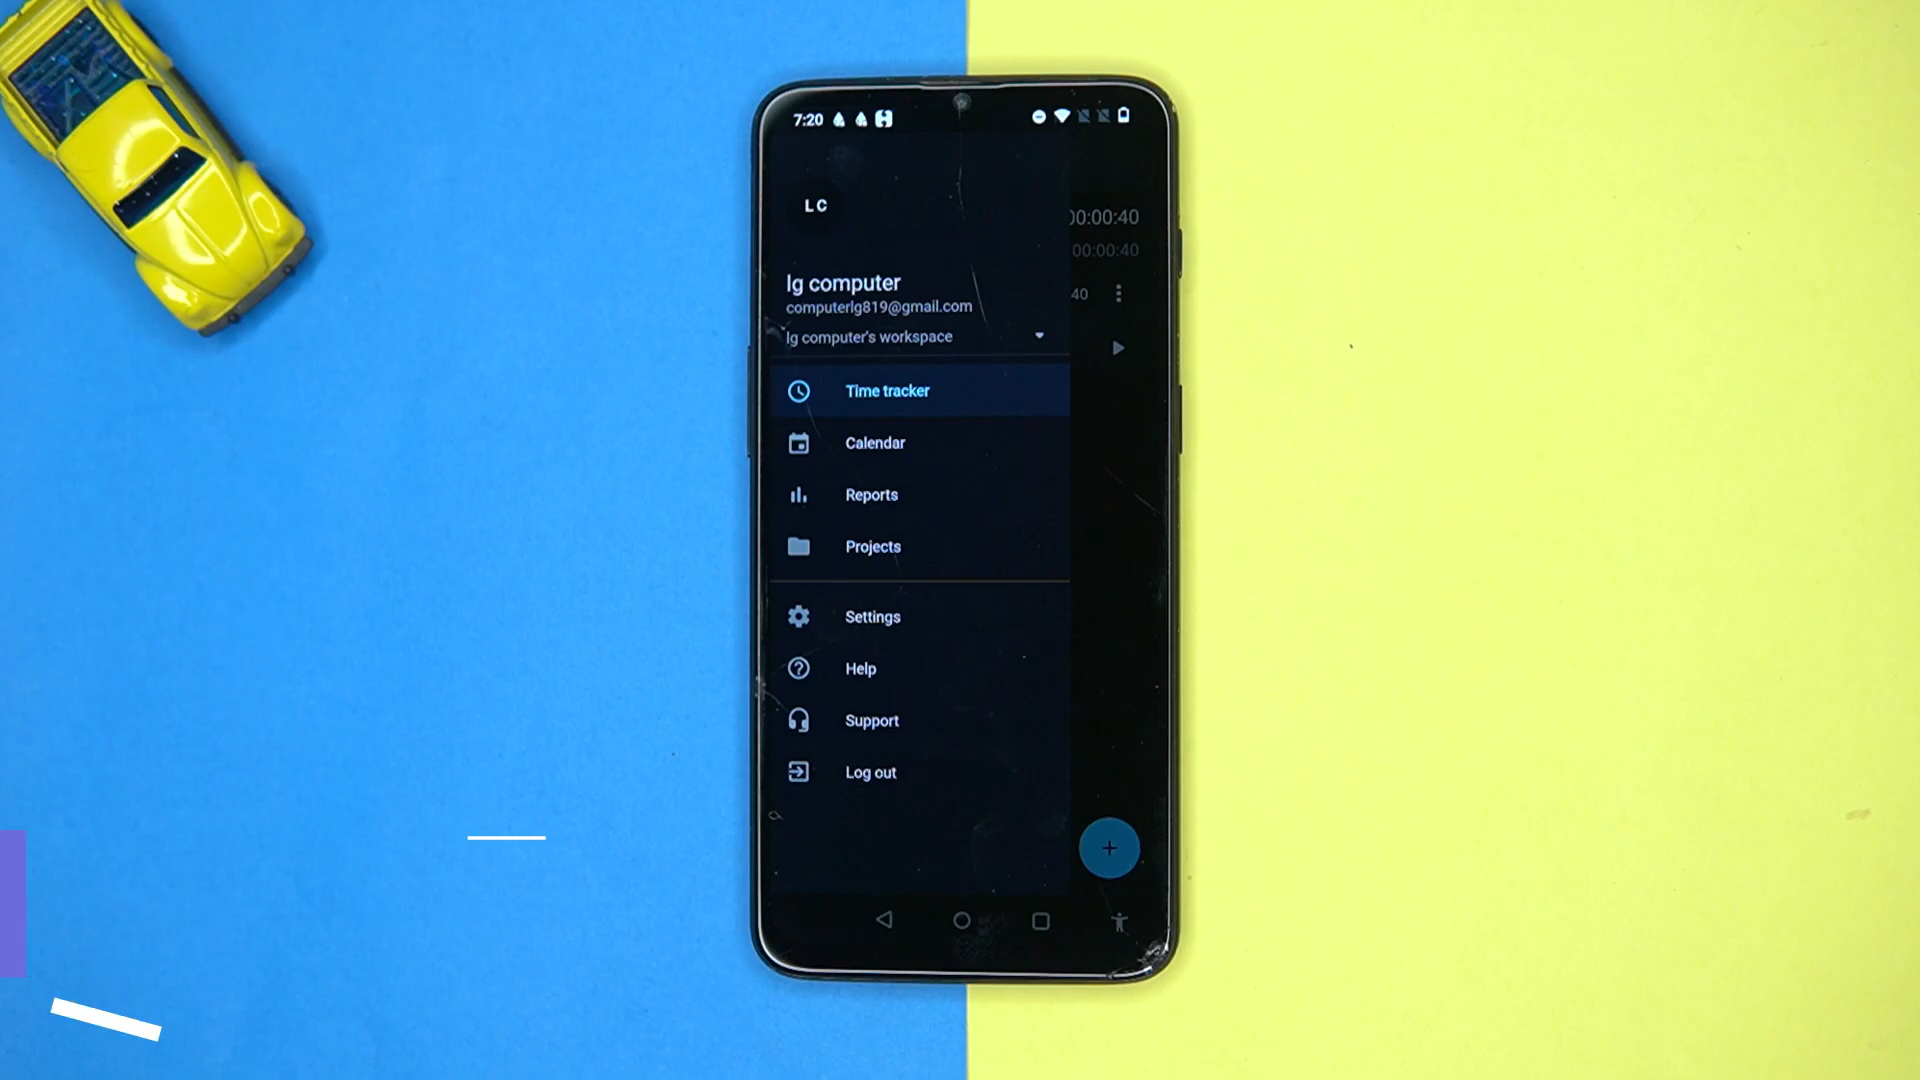 7:20
L C
00:00:40
00:00:40
lg computer
computerlg819@gmail.com
40
lg computer's workspace
Time tracker
Calendar
Reports
Projects
Settings
Help
Support
Log out